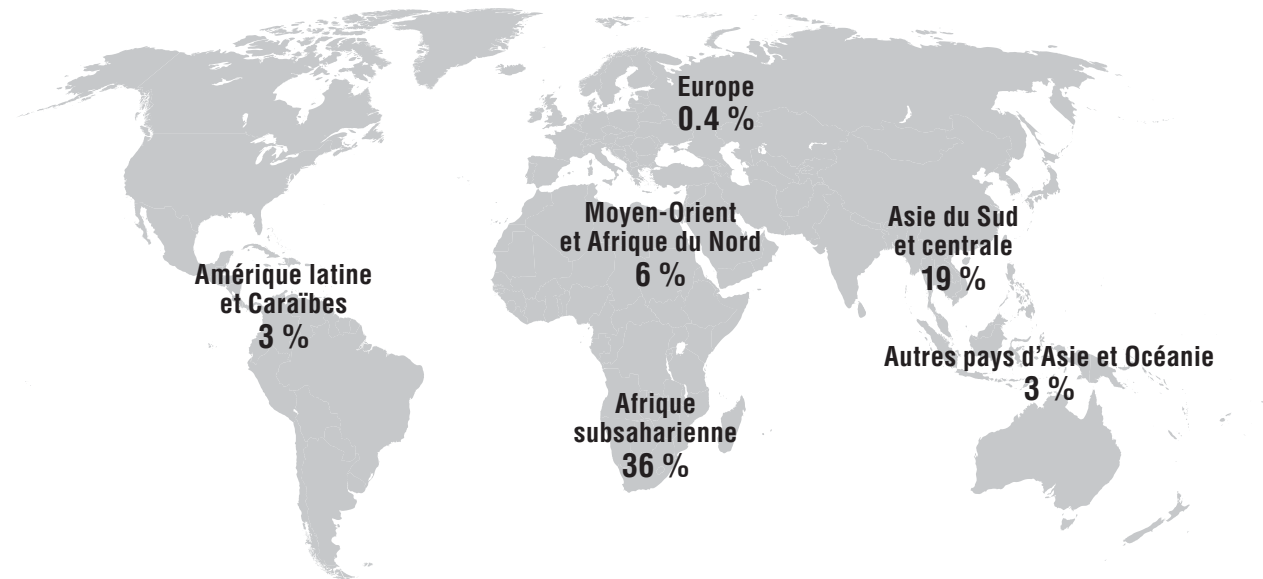 Europe
0.4 %
Moyen-Orient
et Afrique du Nord
6 %
Asie du Sud
et centrale
19 %
Amérique latine
et Caraïbes
3 %
Autres pays d’Asie et Océanie
3 %
Afrique
subsaharienne
36 %